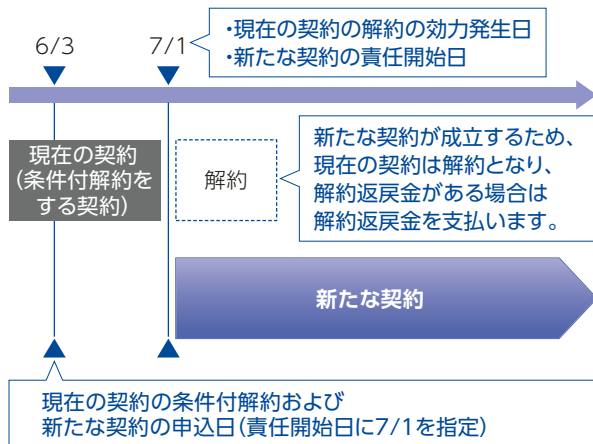 6/3
7/1
・現在の契約の解約の効力発生日
・新たな契約の責任開始日
現在の契約
(条件付解約を
する契約)
解約
新たな契約が成立するため、
現在の契約は解約となり、
解約返戻金がある場合は
解約返戻金を支払います。
新たな契約
現在の契約の条件付解約および
新たな契約の申込日(責任開始日に7/1を指定)